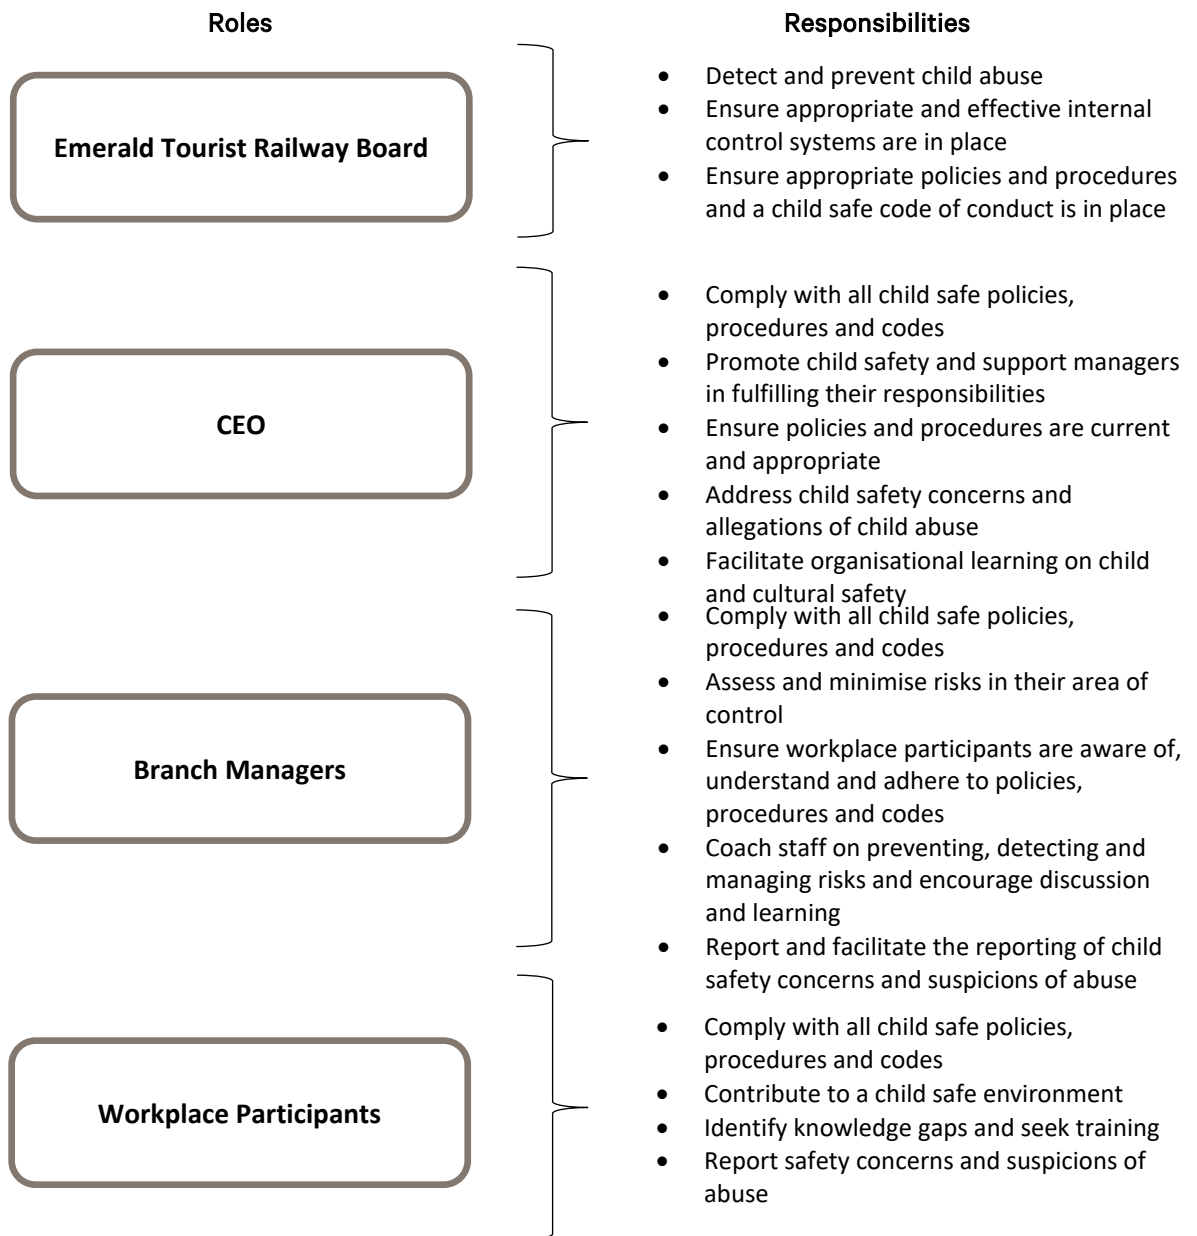 Roles
Responsibilities
Emerald Tourist Railway Board
• Detect and prevent child abuse
• Ensure appropriate and effective internal
control systems are in place
• Ensure appropriate policies and procedures
and a child safe code of conduct is in place
CEO
• Comply with all child safe policies,
procedures and codes
• Promote child safety and support managers
in fulfilling their responsibilities
• Ensure policies and procedures are current
and appropriate
• Address child safety concerns and
allegations of child abuse
• Facilitate organisational learning on child
and cultural safety
Branch Managers
• Comply with all child safe policies,
procedures and codes
• Assess and minimise risks in their area of
control
• Ensure workplace participants are aware of,
understand and adhere to policies,
procedures and codes
• Coach staff on preventing, detecting and
managing risks and encourage discussion
and learning
• Report and facilitate the reporting of child
safety concerns and suspicions of abuse
Workplace Participants
• Comply with all child safe policies,
procedures and codes
• Contribute to a child safe environment
• Identify knowledge gaps and seek training
• Report safety concerns and suspicions of
abuse